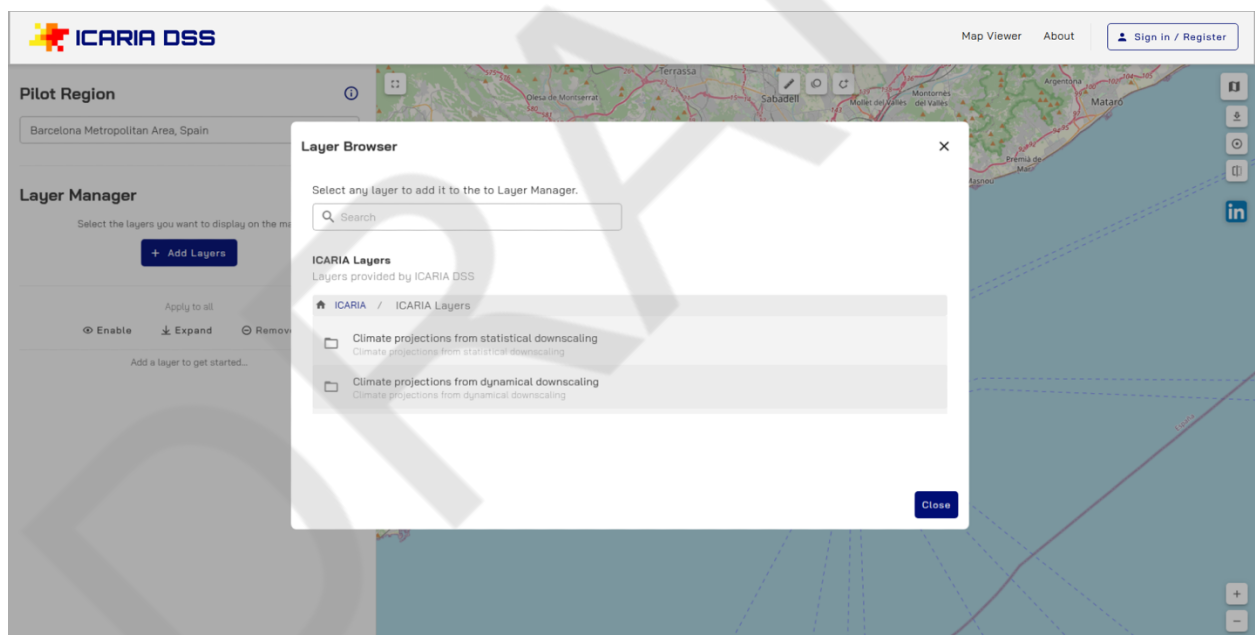 ICARIA DSS
Map Viewer
About
Sign in / Register
Pilot Region
Barcelona Metropolitan Area, Spain
Layer Manager
Select the layers you want to display on the ma
+ Add Layers
Apply to all
Enable
Expand
Remov
Add a layer to get started...
Terrassa
Olesa de Montserrat
Sabadell
Mollet del Vallès
Montornès
del Vallès
Argentona
Mataró
Premià de
Mar
Masnou
España
in
Layer Browser
Select any layer to add it to the to Layer Manager.
Search
ICARIA Layers
Layers provided by ICARIA DSS
ICARIA / ICARIA Layers
Climate projections from statistical downscaling
Climate projections from statistical downscaling
Climate projections from dynamical downscaling
Climate projections from dynamical downscaling
Close
+
−